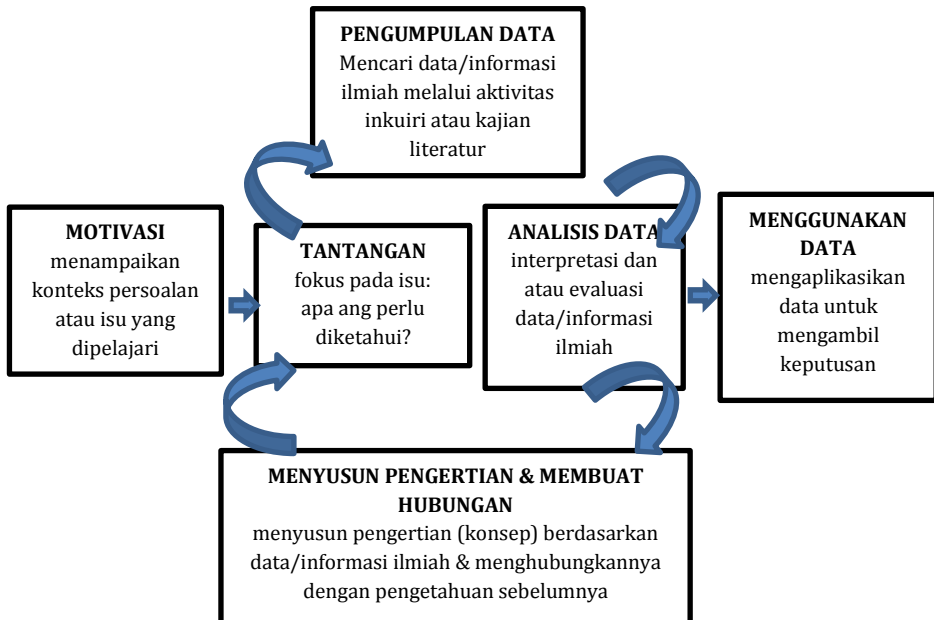 PENGUMPULAN DATA
Mencari data/informasi
ilmiah melalui aktivitas
inkuiri atau kajian
literatur
MOTIVASI
menampaikan
konteks persoalan
atau isu yang
dipelajari
TANTANGAN
fokus pada isu:
apa ang perlu
diketahui?
ANALISIS DATA
interpretasi dan
atau evaluasi
data/informasi
ilmiah
MENGGUNAKAN
DATA
mengaplikasikan
data untuk
mengambil
keputusan
MENYUSUN PENGERTIAN & MEMBUAT
HUBUNGAN
menyusun pengertian (konsep) berdasarkan
data/informasi ilmiah & menghubungkannya
dengan pengetahuan sebelumnya